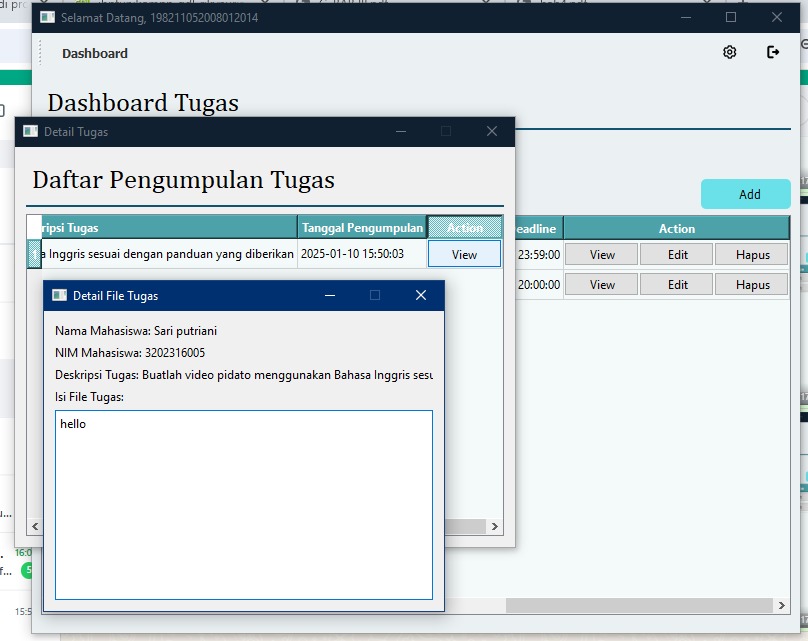 Selamat Datang, 198211052008012014
Dashboard
Dashboard Tugas
Add
Deadline
Action
23:59:00
View
Edit
Hapus
20:00:00
View
Edit
Hapus
Detail Tugas
Daftar Pengumpulan Tugas
ripsi Tugas
Tanggal Pengumpulan
Action
1
a Inggris sesuai dengan panduan yang diberikan
2025-01-10 15:50:03
View
Detail File Tugas
Nama Mahasiswa: Sari putriani
NIM Mahasiswa: 3202316005
Deskripsi Tugas: Buatlah video pidato menggunakan Bahasa Inggris sesu
Isi File Tugas:
hello